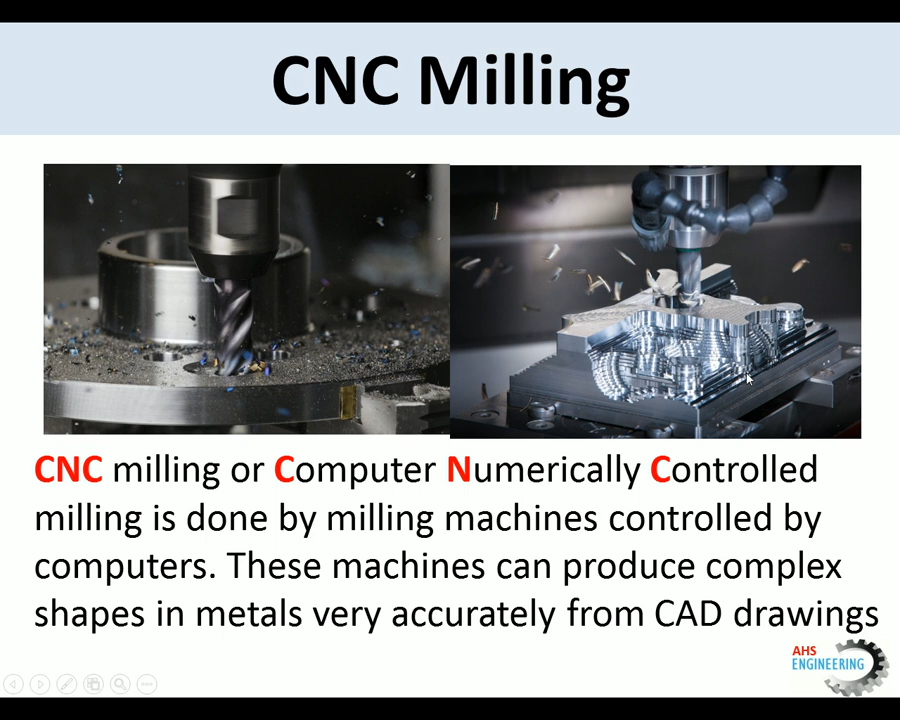 CNC Milling
CNC milling or Computer Numerically Controlled
milling is done by milling machines controlled by
computers. These machines can produce complex
shapes in metals very accurately from CAD drawings
AHS
ENGINEERING